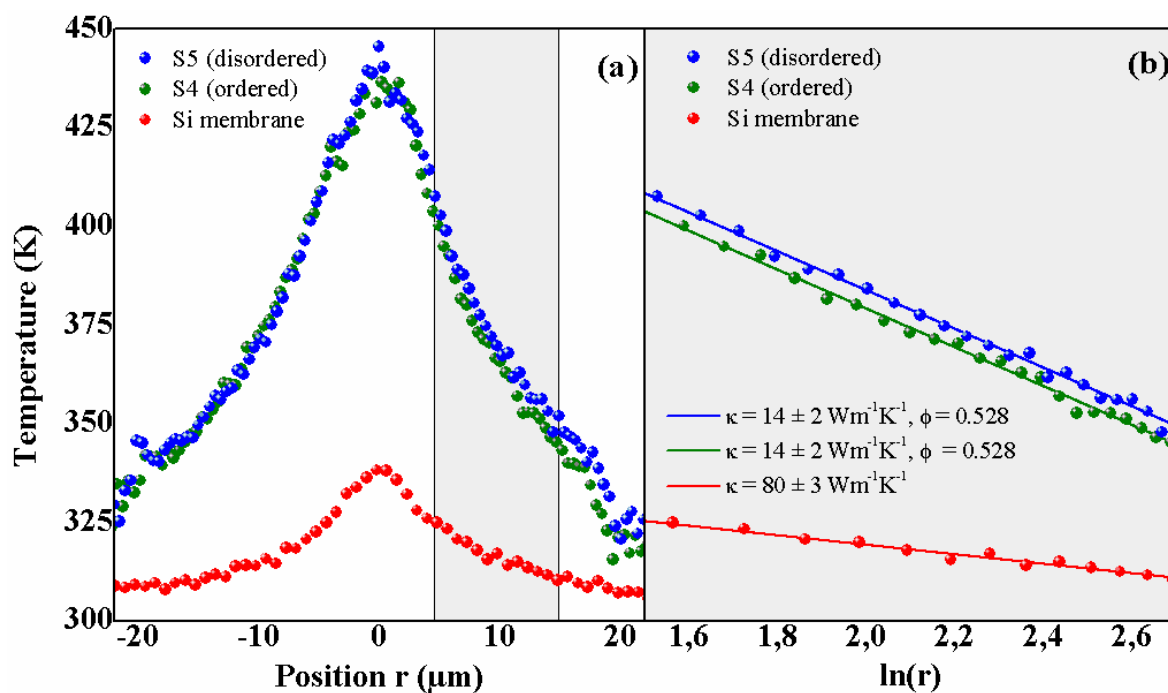 450
425
400
375
350
325
300
Temperature (K)
S5 (disordered)
S4 (ordered)
Si membrane
(a)
-20
-10
0
10
20
Position r (μm)
S5 (disordered)
S4 (ordered)
Si membrane
(b)
κ = 14 ± 2 Wm⁻¹K⁻¹, ϕ = 0.528
κ = 14 ± 2 Wm⁻¹K⁻¹, ϕ = 0.528
κ = 80 ± 3 Wm⁻¹K⁻¹
1,6
1,8
2,0
2,2
2,4
2,6
ln(r)